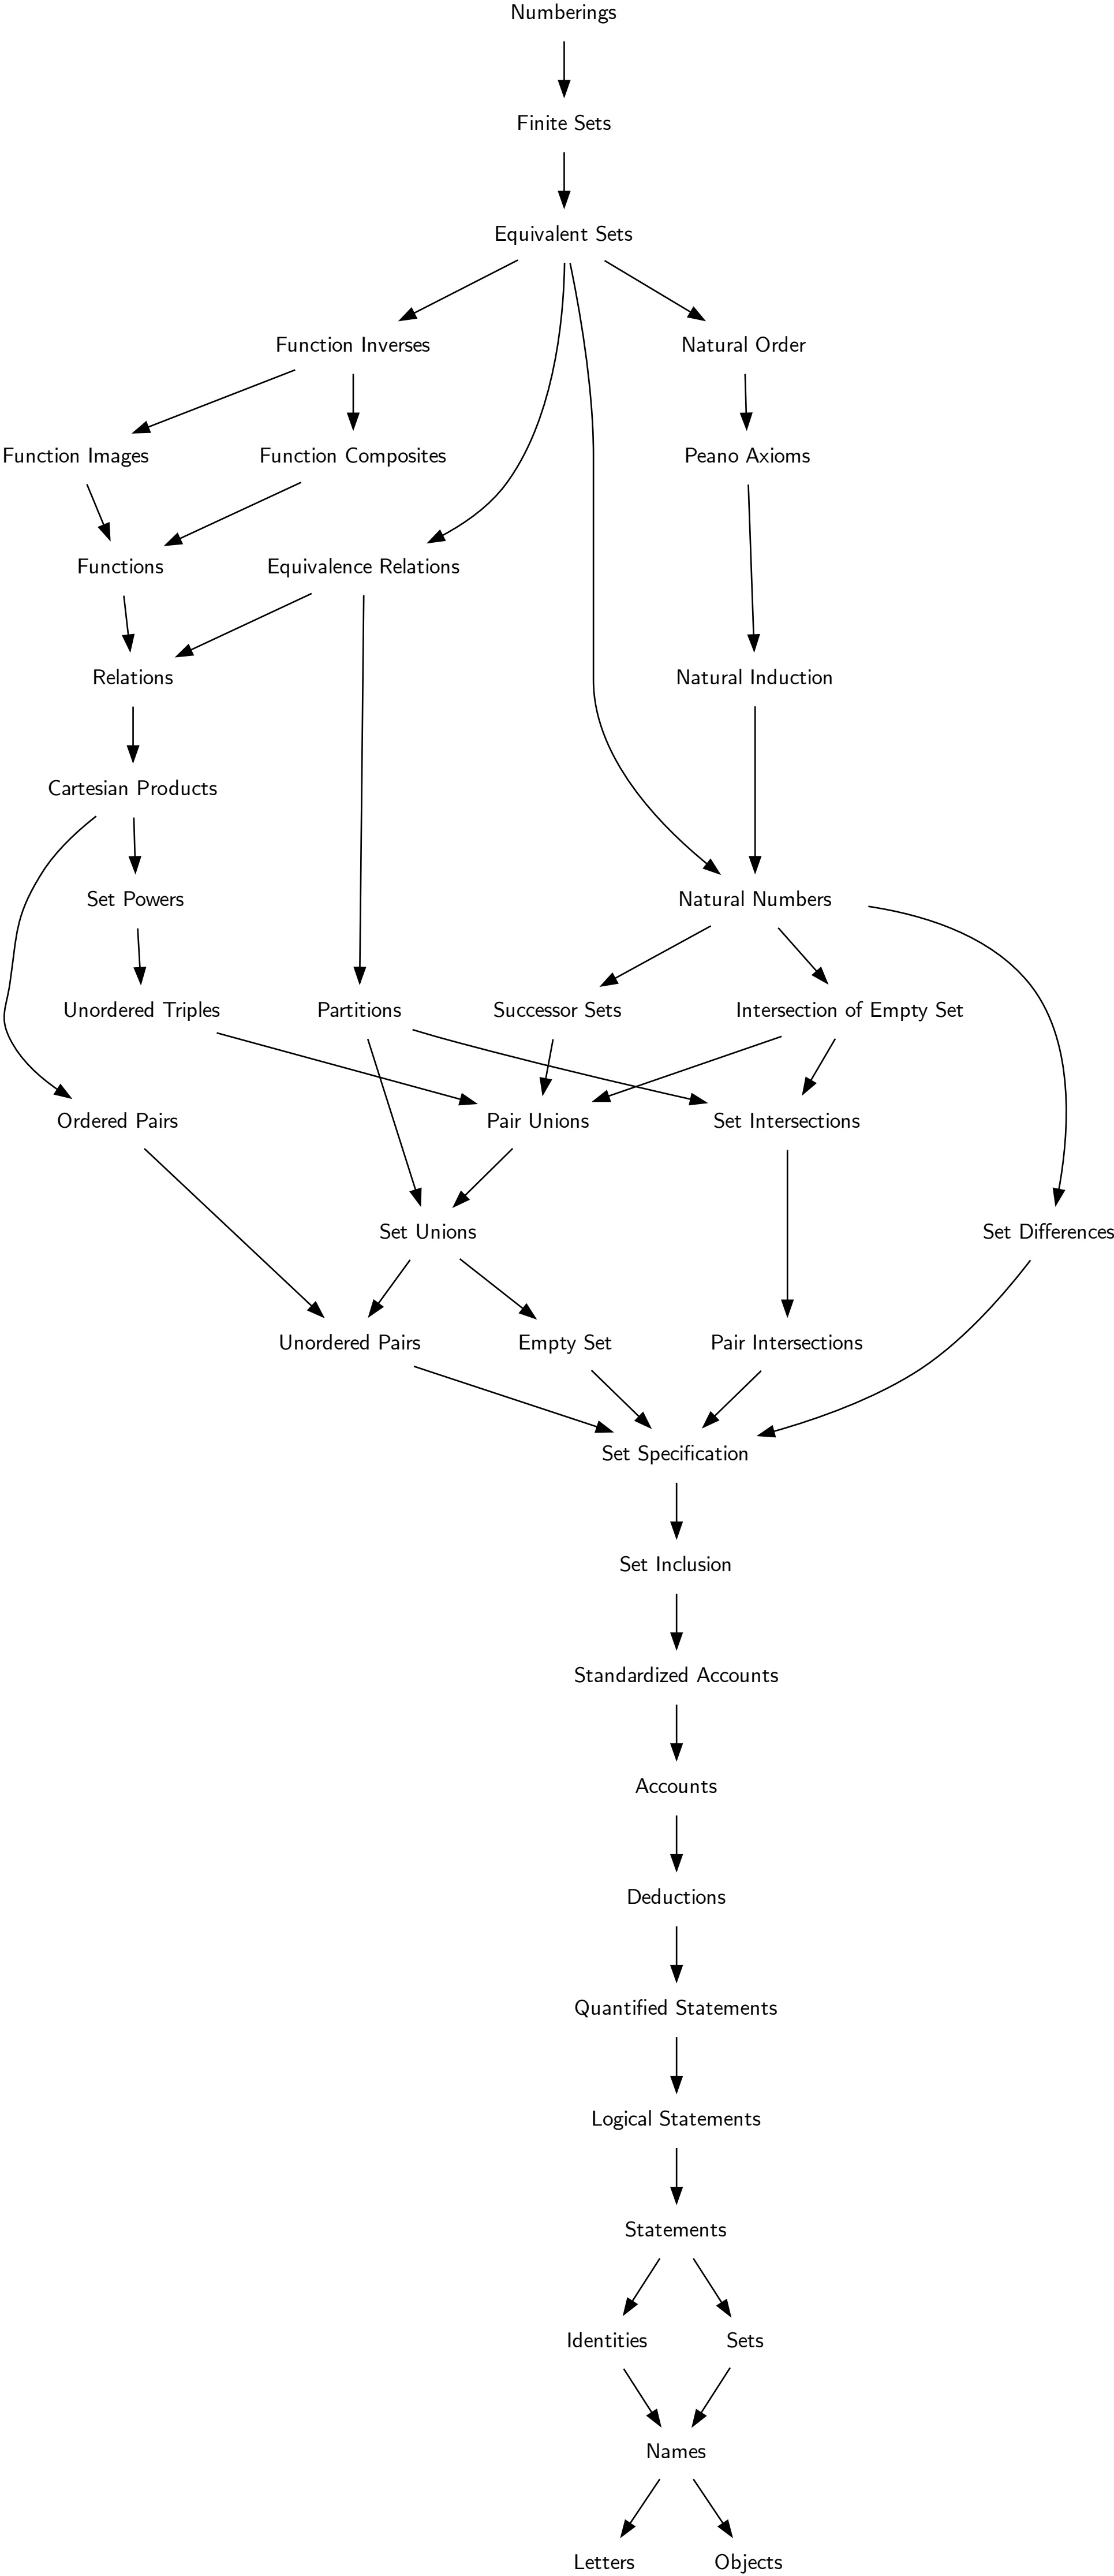 Numberings
Finite Sets
Equivalent Sets
Function Inverses
Natural Order
Function Images
Function Composites
Peano Axioms
Functions
Equivalence Relations
Relations
Natural Induction
Cartesian Products
Set Powers
Natural Numbers
Unordered Triples
Partitions
Successor Sets
Intersection of Empty Set
Ordered Pairs
Pair Unions
Set Intersections
Set Unions
Set Differences
Unordered Pairs
Empty Set
Pair Intersections
Set Specification
Set Inclusion
Standardized Accounts
Accounts
Deductions
Quantified Statements
Logical Statements
Statements
Identities
Sets
Names
Letters
Objects